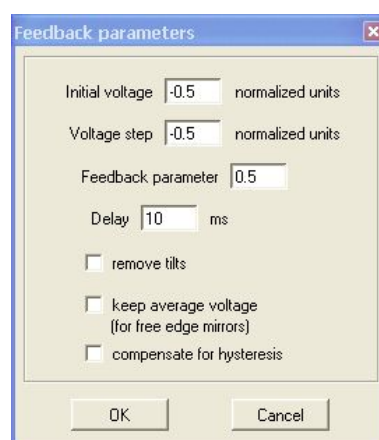 Feedback parameters
Initial voltage -0.5 normalized units
Voltage step -0.5 normalized units
Feedback parameter 0.5
Delay 10 ms
remove tilts
keep average voltage
(for free edge mirrors)
compensate for hysteresis
OK Cancel